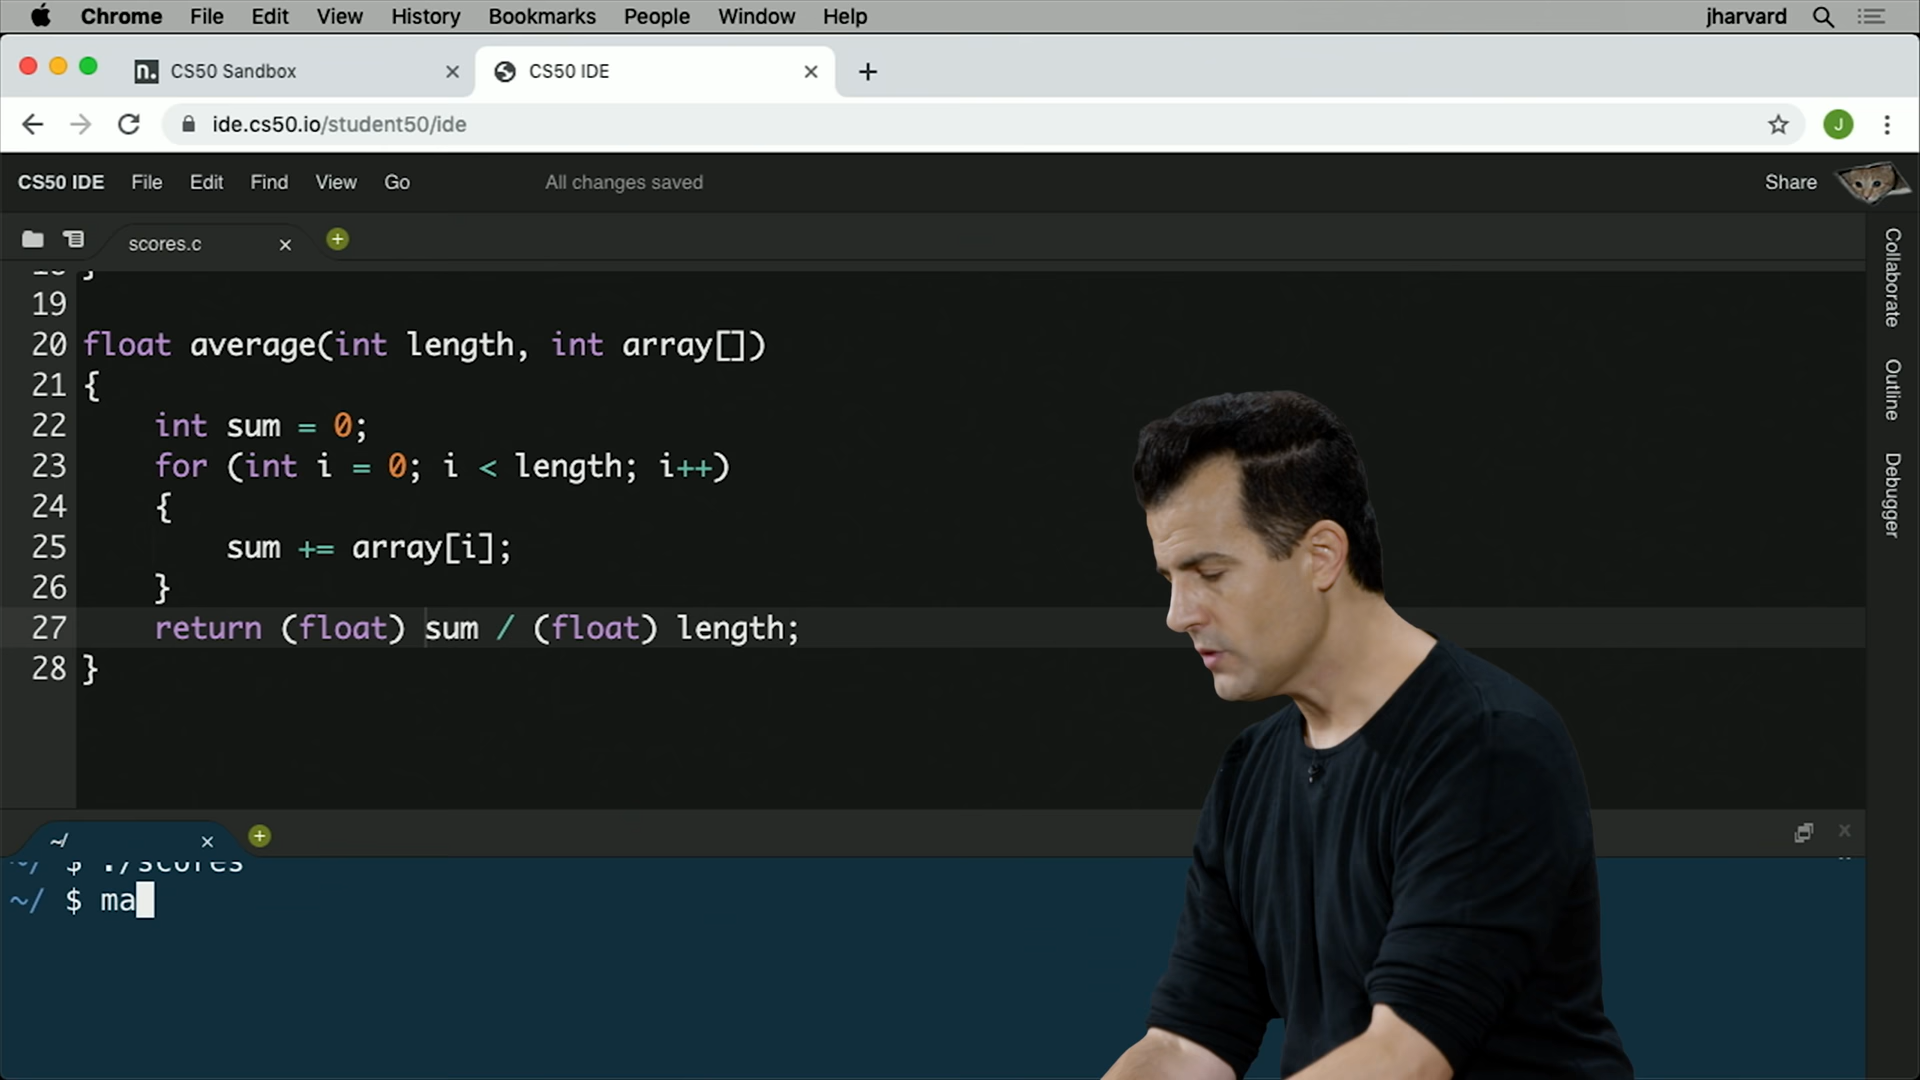 Chrome File Edit View History Bookmarks People Window Help jharvard
n. CS50 Sandbox CS50 IDE
ide.cs50.io/student50/ide J
CS50 IDE File Edit Find View Go All changes saved Share
scores.c
Collaborate
Outline
Debugger
19
20 float average(int length, int array[])
21 {
22 int sum = 0;
23 for (int i = 0; i < length; i++)
24 {
25 sum += array[i];
26 }
27 return (float) sum / (float) length;
28 }
~/
~/ $ ./scores
~/ $ ma